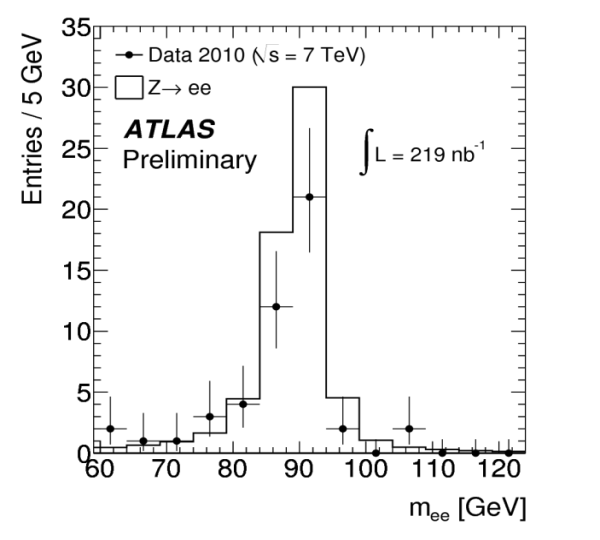 35
30
25
20
15
10
5
0
Entries / 5 GeV
Data 2010 (√s = 7 TeV)
Z→ ee
ATLAS
Preliminary
∫ L = 219 nb⁻¹
60 70 80 90 100 110 120
m_ee [GeV]